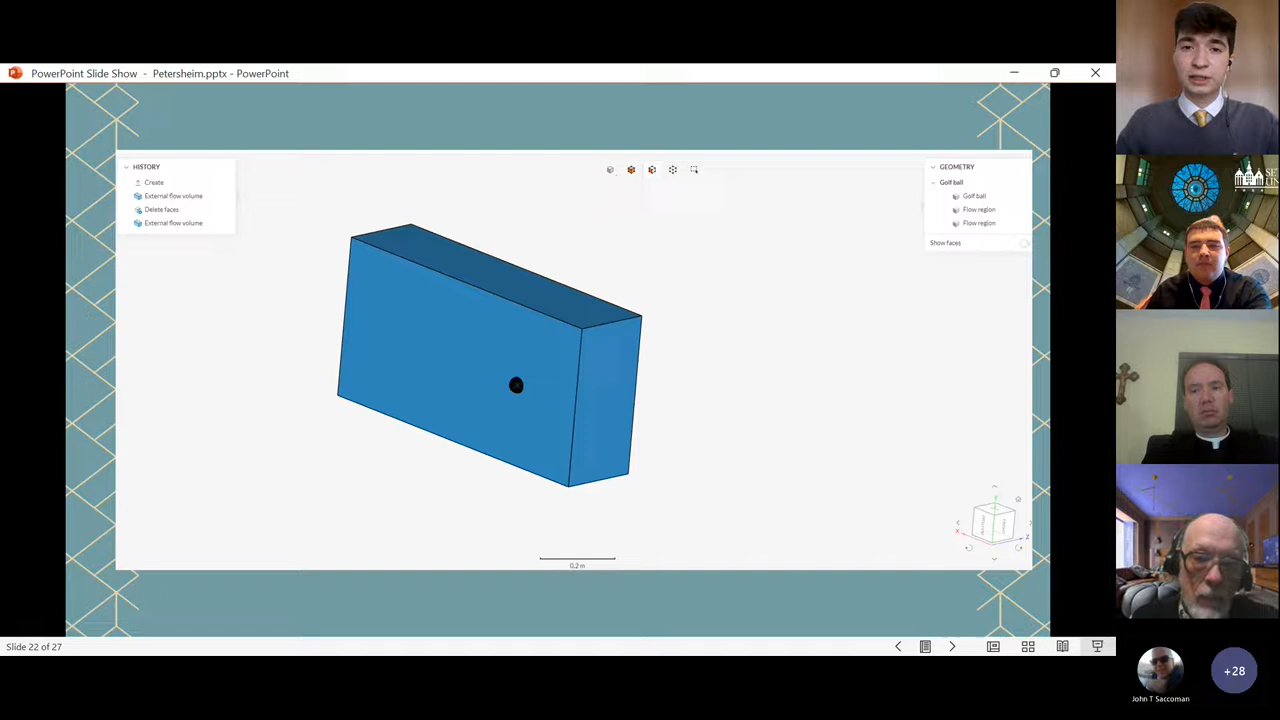 PowerPoint Slide Show - Petersheim.pptx - PowerPoint
HISTORY
Create
External flow volume
Delete faces
External flow volume
GEOMETRY
Golf ball
Golf ball
Flow region
Flow region
Show faces
Y
X
Z
0.2 m
Slide 22 of 27
+28
John T Saccoman